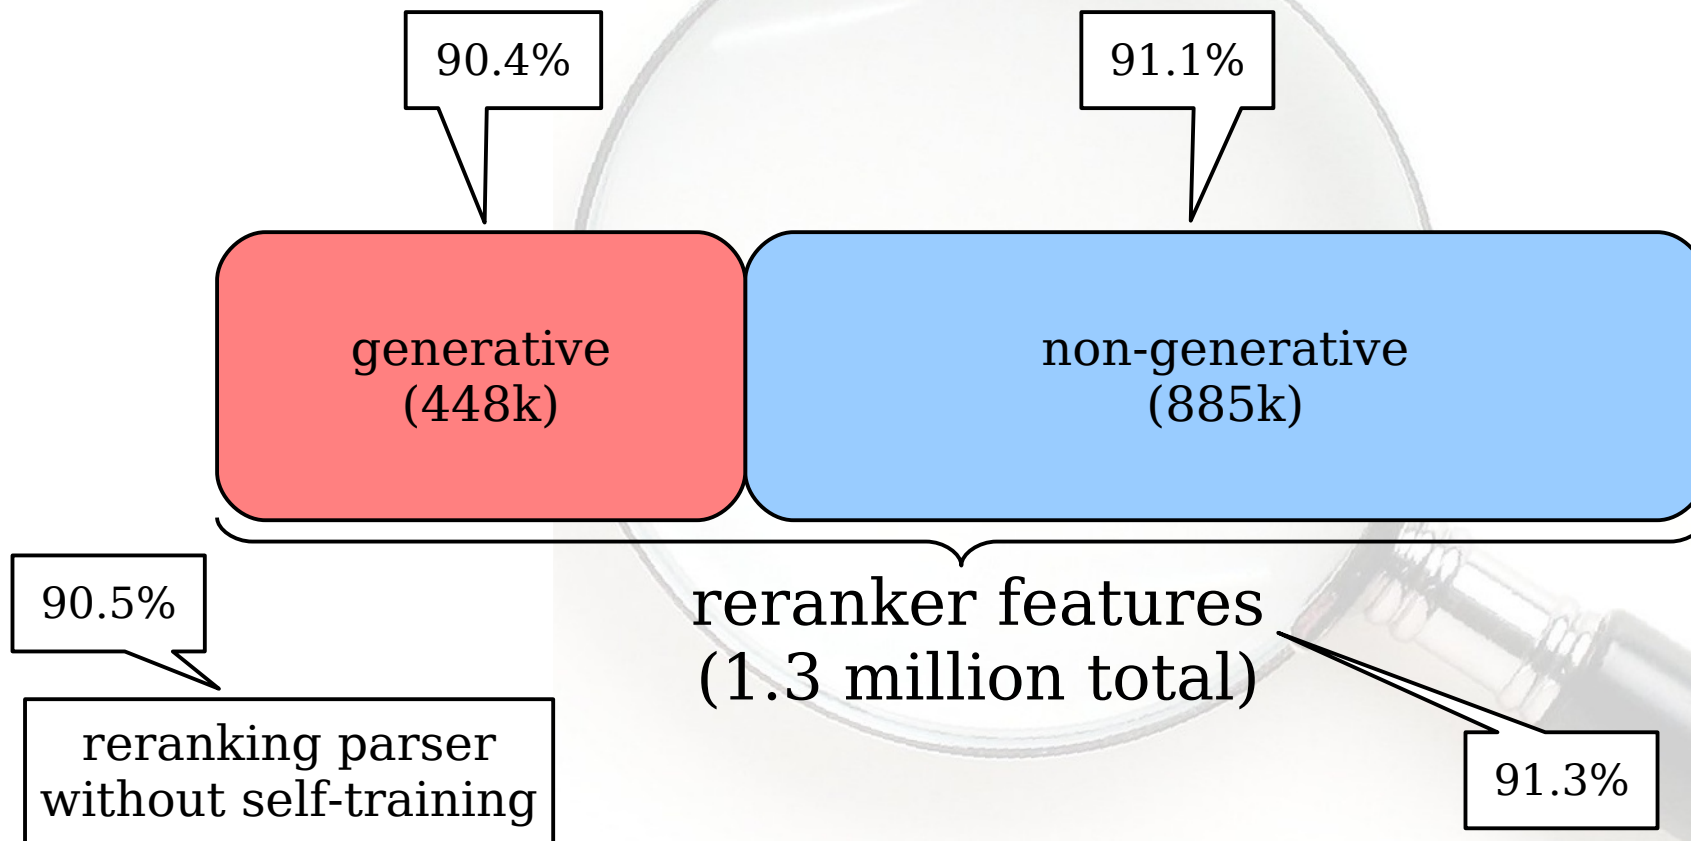 90.4%
91.1%
generative
(448k)
non-generative
(885k)
reranker features
(1.3 million total)
90.5%
reranking parser
without self-training
91.3%